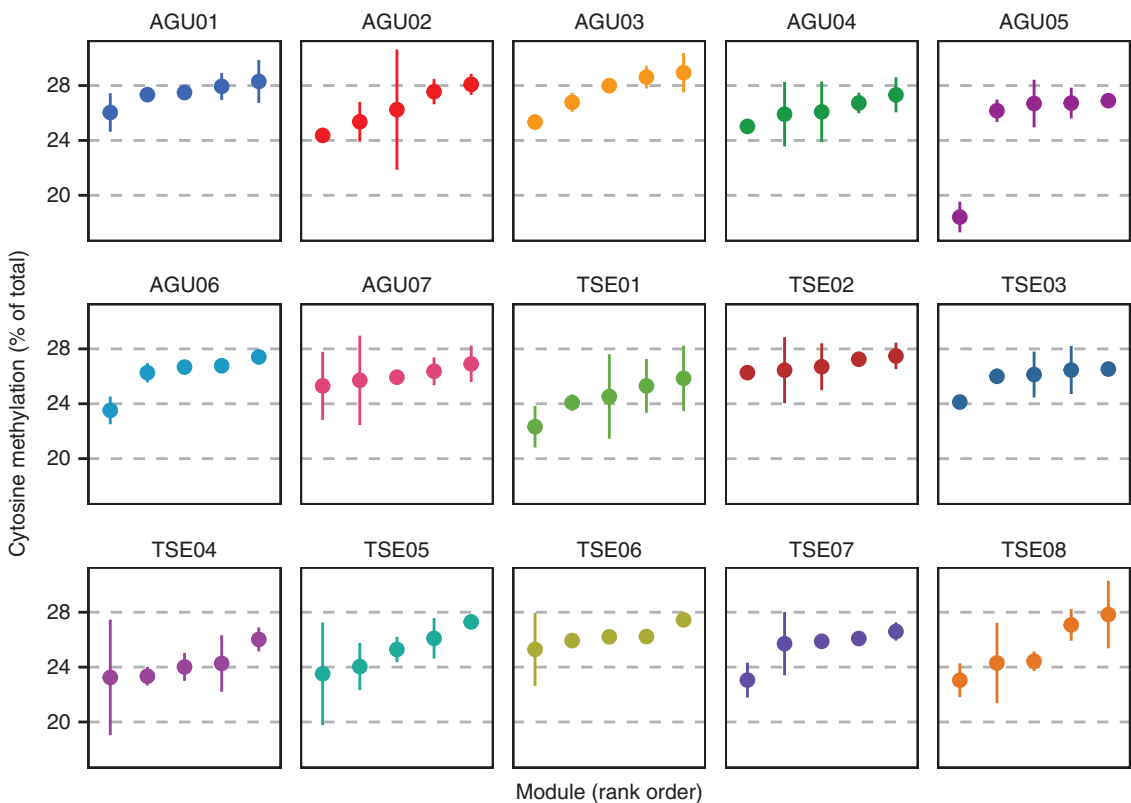 AGU01 AGU02 AGU03 AGU04 AGU05
28
24
20
AGU06 AGU07 TSE01 TSE02 TSE03
28
24
20
Cytosine methylation (% of total)
TSE04 TSE05 TSE06 TSE07 TSE08
28
24
20
Module (rank order)